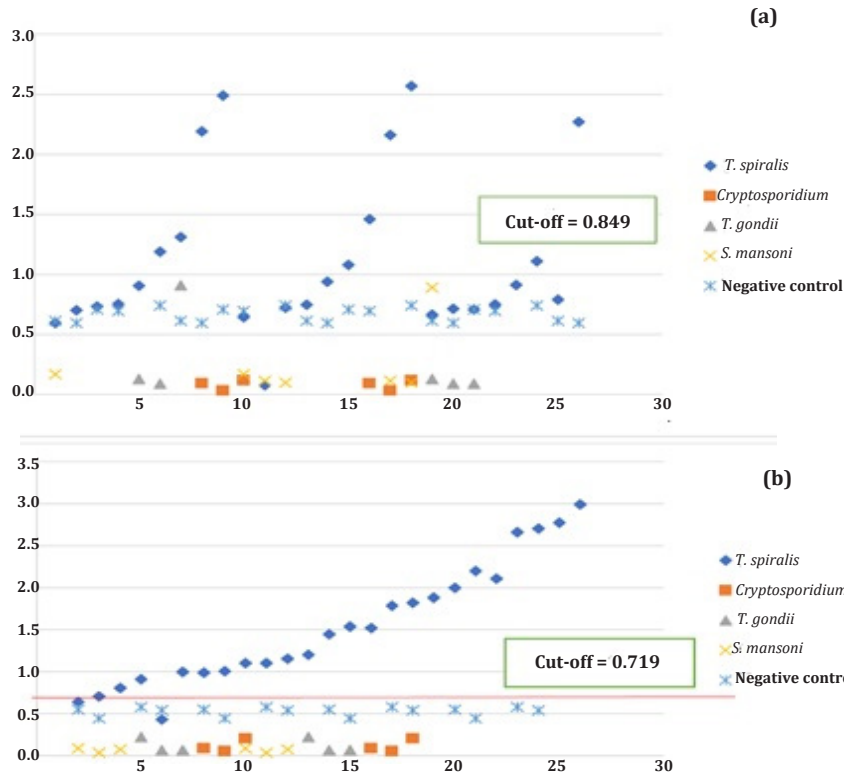 (a)
3.0
2.5
2.0
1.5
1.0
0.5
0.0
5 10 15 20 25 30
Cut-off = 0.849
T. spiralis
Cryptosporidium
T. gondii
S. mansoni
Negative control
(b)
3.5
3.0
2.5
2.0
1.5
1.0
0.5
0.0
5 10 15 20 25 30
Cut-off = 0.719
T. spiralis
Cryptosporidium
T. gondii
S. mansoni
Negative contro